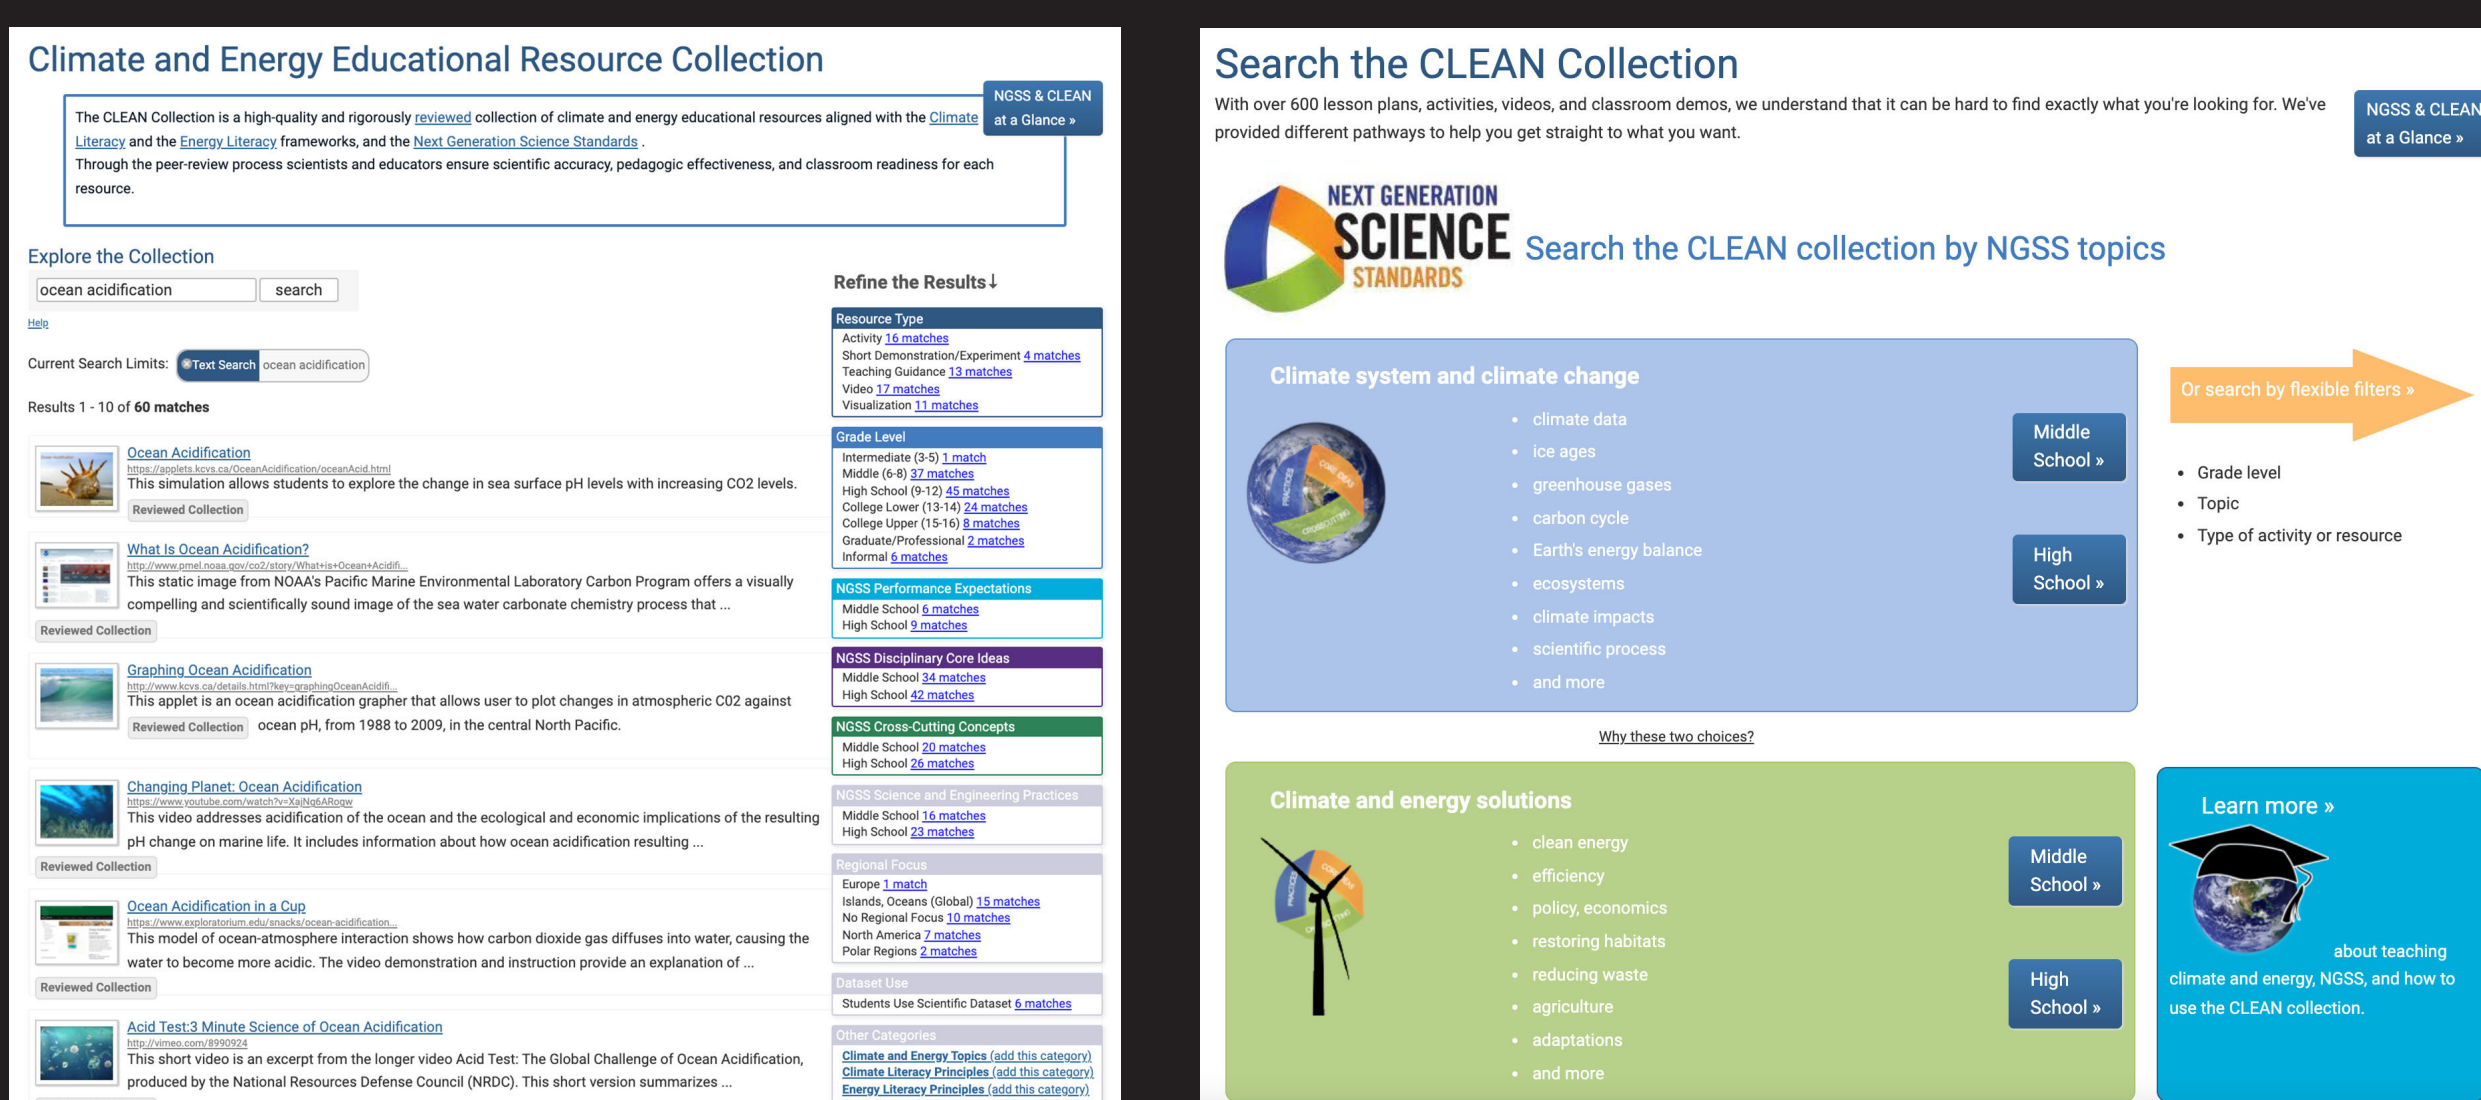 Climate and Energy Educational Resource Collection
NGSS & CLEAN
at a Glance »
The CLEAN Collection is a high-quality and rigorously reviewed collection of climate and energy educational resources aligned with the Climate
Literacy and the Energy Literacy frameworks, and the Next Generation Science Standards .
Through the peer-review process scientists and educators ensure scientific accuracy, pedagogic effectiveness, and classroom readiness for each
resource.
Explore the Collection
ocean acidification
search
Help
Current Search Limits:
Text Search
ocean acidification
Results 1 - 10 of 60 matches
Ocean Acidification
https://applets.kcvs.ca/OceanAcidification/oceanAcid.html
This simulation allows students to explore the change in sea surface pH levels with increasing CO2 levels.
Reviewed Collection
What Is Ocean Acidification?
http://www.pmel.noaa.gov/co2/story/What+is+Ocean+Acidifi...
This static image from NOAA's Pacific Marine Environmental Laboratory Carbon Program offers a visually
compelling and scientifically sound image of the sea water carbonate chemistry process that ...
Reviewed Collection
Graphing Ocean Acidification
http://www.kcvs.ca/details.html?key=graphingOceanAcidifi...
This applet is an ocean acidification grapher that allows user to plot changes in atmospheric C02 against
Reviewed Collection
ocean pH, from 1988 to 2009, in the central North Pacific.
Changing Planet: Ocean Acidification
https://www.youtube.com/watch?v=XajNg6ARogw
This video addresses acidification of the ocean and the ecological and economic implications of the resulting
pH change on marine life. It includes information about how ocean acidification resulting ...
Reviewed Collection
Ocean Acidification in a Cup
https://www.exploratorium.edu/snacks/ocean-acidification...
This model of ocean-atmosphere interaction shows how carbon dioxide gas diffuses into water, causing the
water to become more acidic. The video demonstration and instruction provide an explanation of ...
Reviewed Collection
Acid Test:3 Minute Science of Ocean Acidification
http://vimeo.com/8990924
This short video is an excerpt from the longer video Acid Test: The Global Challenge of Ocean Acidification,
produced by the National Resources Defense Council (NRDC). This short version summarizes ...
Refine the Results↓
Resource Type
Activity 16 matches
Short Demonstration/Experiment 4 matches
Teaching Guidance 13 matches
Video 17 matches
Visualization 11 matches
Grade Level
Intermediate (3-5) 1 match
Middle (6-8) 37 matches
High School (9-12) 45 matches
College Lower (13-14) 24 matches
College Upper (15-16) 8 matches
Graduate/Professional 2 matches
Informal 6 matches
NGSS Performance Expectations
Middle School 6 matches
High School 9 matches
NGSS Disciplinary Core Ideas
Middle School 34 matches
High School 42 matches
NGSS Cross-Cutting Concepts
Middle School 20 matches
High School 26 matches
NGSS Science and Engineering Practices
Middle School 16 matches
High School 23 matches
Regional Focus
Europe 1 match
Islands, Oceans (Global) 15 matches
No Regional Focus 10 matches
North America 7 matches
Polar Regions 2 matches
Dataset Use
Students Use Scientific Dataset 6 matches
Other Categories
Climate and Energy Topics (add this category)
Climate Literacy Principles (add this category)
Energy Literacy Principles (add this category)
Search the CLEAN Collection
With over 600 lesson plans, activities, videos, and classroom demos, we understand that it can be hard to find exactly what you're looking for. We've
provided different pathways to help you get straight to what you want.
NGSS & CLEAN
at a Glance »
NEXT GENERATION
SCIENCE
STANDARDS
Search the CLEAN collection by NGSS topics
Climate system and climate change
PRACTICES
CORE IDEAS
CROSSCUTTING
• climate data
• ice ages
• greenhouse gases
• carbon cycle
• Earth's energy balance
• ecosystems
• climate impacts
• scientific process
• and more
Middle
School »
High
School »
Or search by flexible filters »
• Grade level
• Topic
• Type of activity or resource
Why these two choices?
Climate and energy solutions
PRACTICES
• clean energy
• efficiency
• policy, economics
• restoring habitats
• reducing waste
• agriculture
• adaptations
• and more
Middle
School »
High
School »
Learn more »
about teaching
climate and energy, NGSS, and how to
use the CLEAN collection.